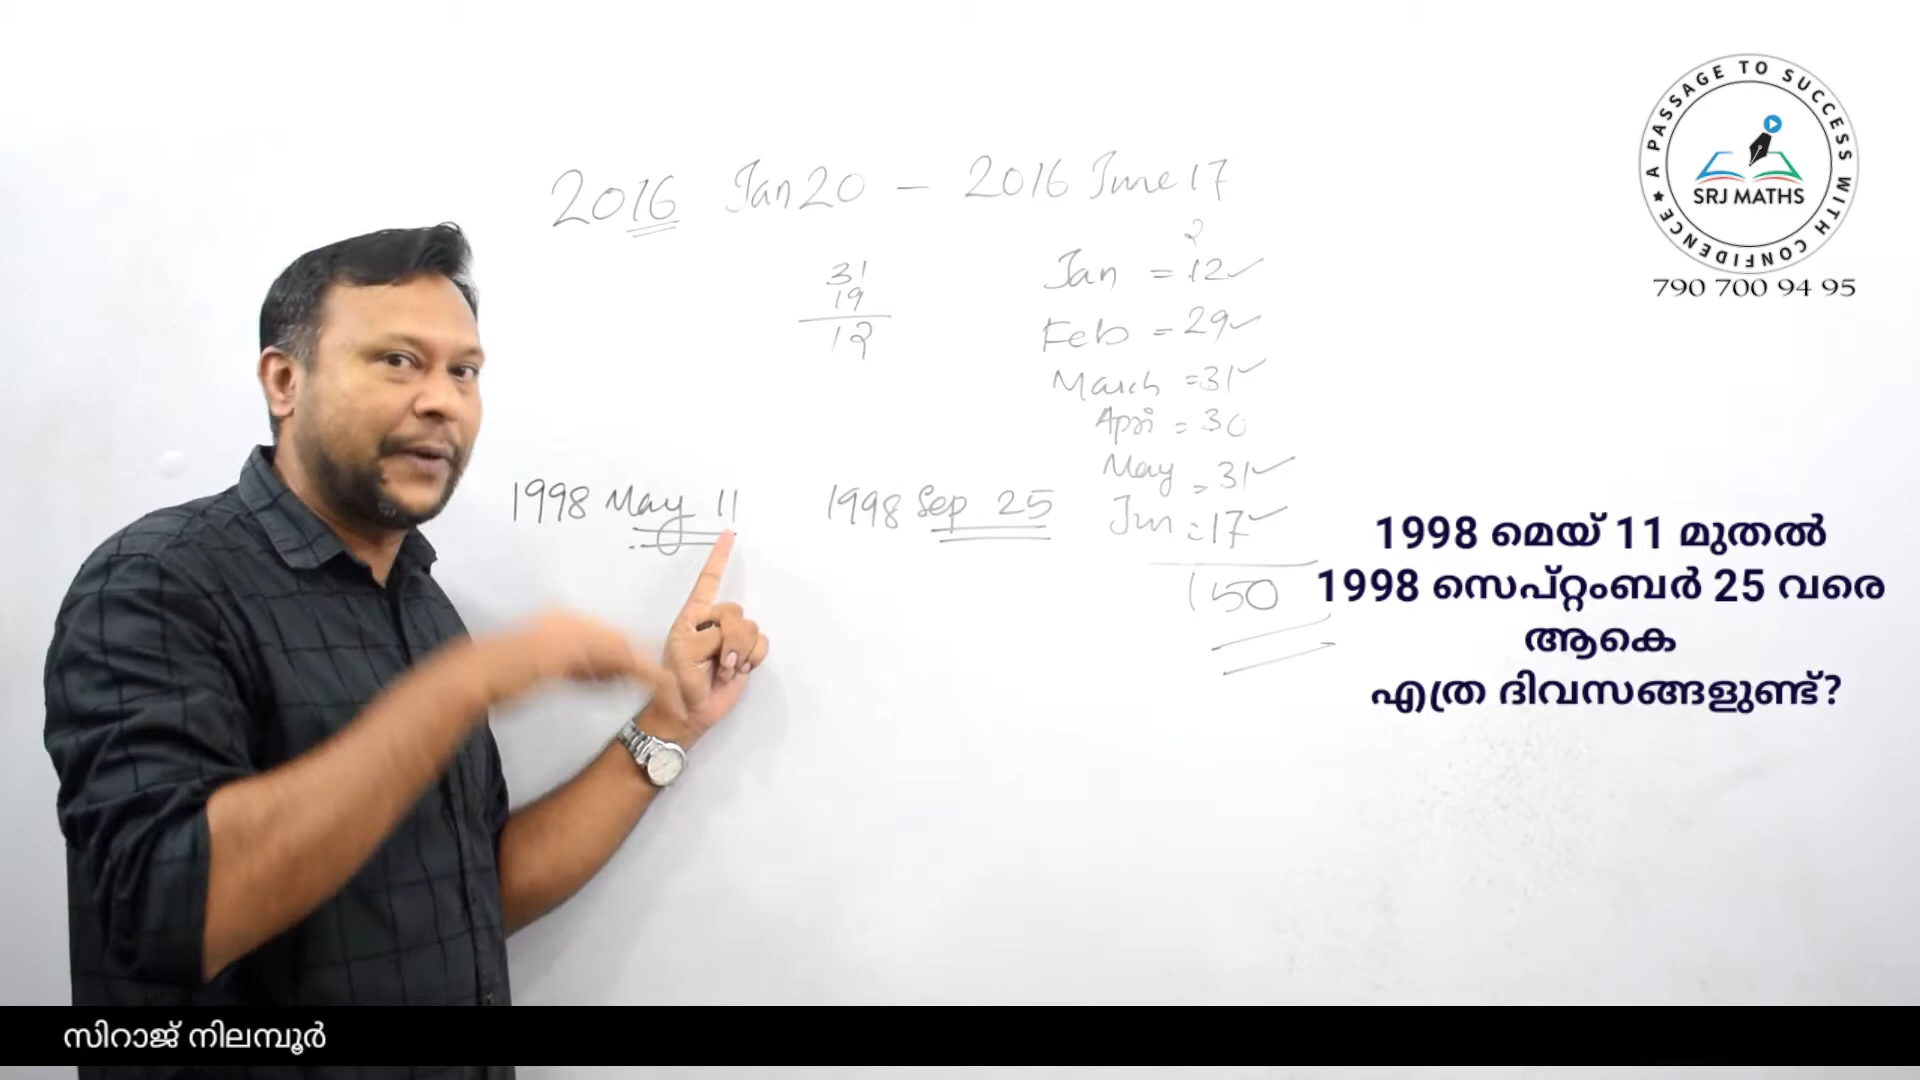 A PASSAGE TO SUCCESS WITH CONFIDENCE ★
SRJ MATHS
790 700 94 95
2016 Jan 20 – 2016 June 17
31
19
12
2
Jan = 12 ✓
Feb = 29 ✓
March = 31 ✓
April = 30
May = 31 ✓
Jun = 17 ✓
150
1998 May 11 1998 Sep 25
1998 മെയ് 11 മുതൽ
1998 സെപ്റ്റംബർ 25 വരെ
ആകെ
എത്ര ദിവസങ്ങളുണ്ട്?
സിറാജ് നിലമ്പൂർ